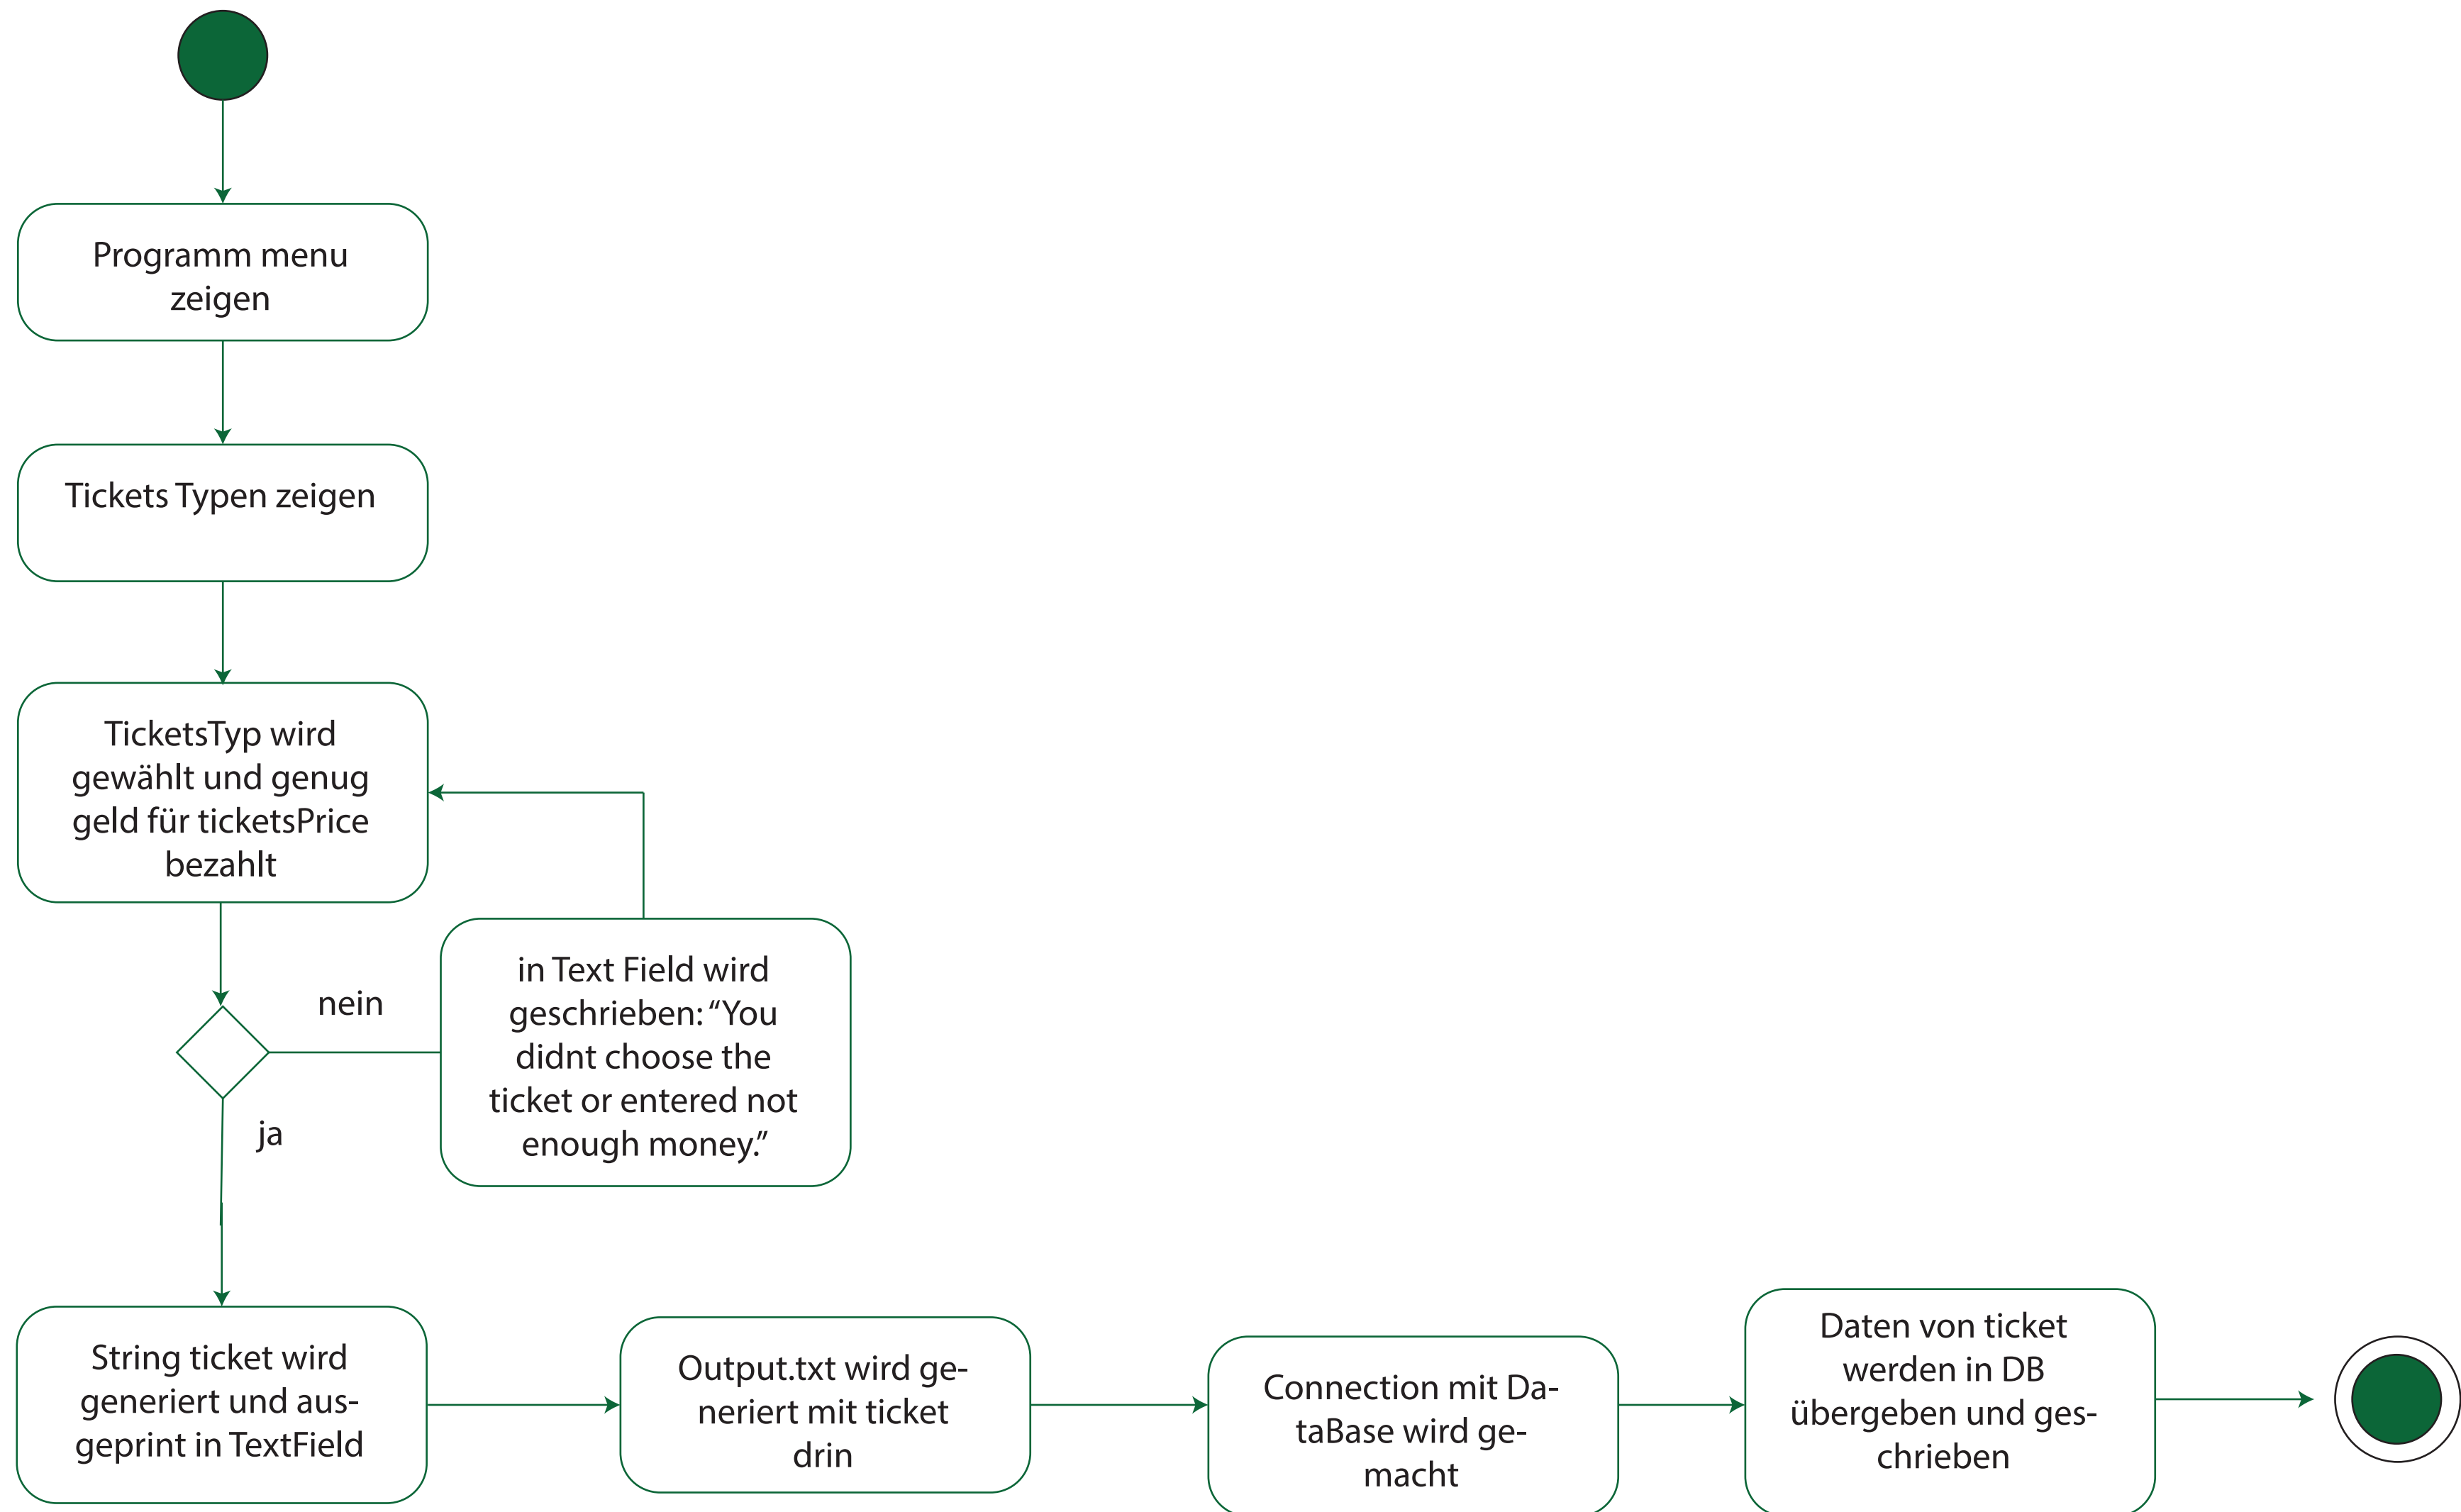 Programm menu
zeigen
Tickets Typen zeigen
TicketsTyp wird
gewählt und genug
geld für ticketsPrice
bezahlt
nein
in Text Field wird
geschrieben: “You
didnt choose the
ticket or entered not
enough money.”
ja
String ticket wird
generiert und aus-
geprint in TextField
Output.txt wird ge-
neriert mit ticket
drin
Connection mit Da-
taBase wird ge-
macht
Daten von ticket
werden in DB
übergeben und ges-
chrieben